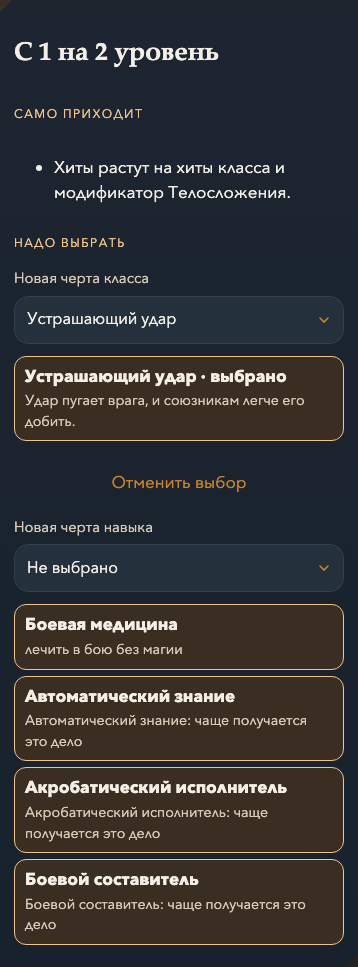 С 1 на 2 уровень
САМО ПРИХОДИТ
• Хиты растут на хиты класса и
модификатор Телосложения.
НАДО ВЫБРАТЬ
Новая черта класса
Устрашающий удар
Устрашающий удар · выбрано
Удар пугает врага, и союзникам легче его
добить.
Отменить выбор
Новая черта навыка
Не выбрано
Боевая медицина
лечить в бою без магии
Автоматический знание
Автоматический знание: чаще получается
это дело
Акробатический исполнитель
Акробатический исполнитель: чаще
получается это дело
Боевой составитель
Боевой составитель: чаще получается это
дело